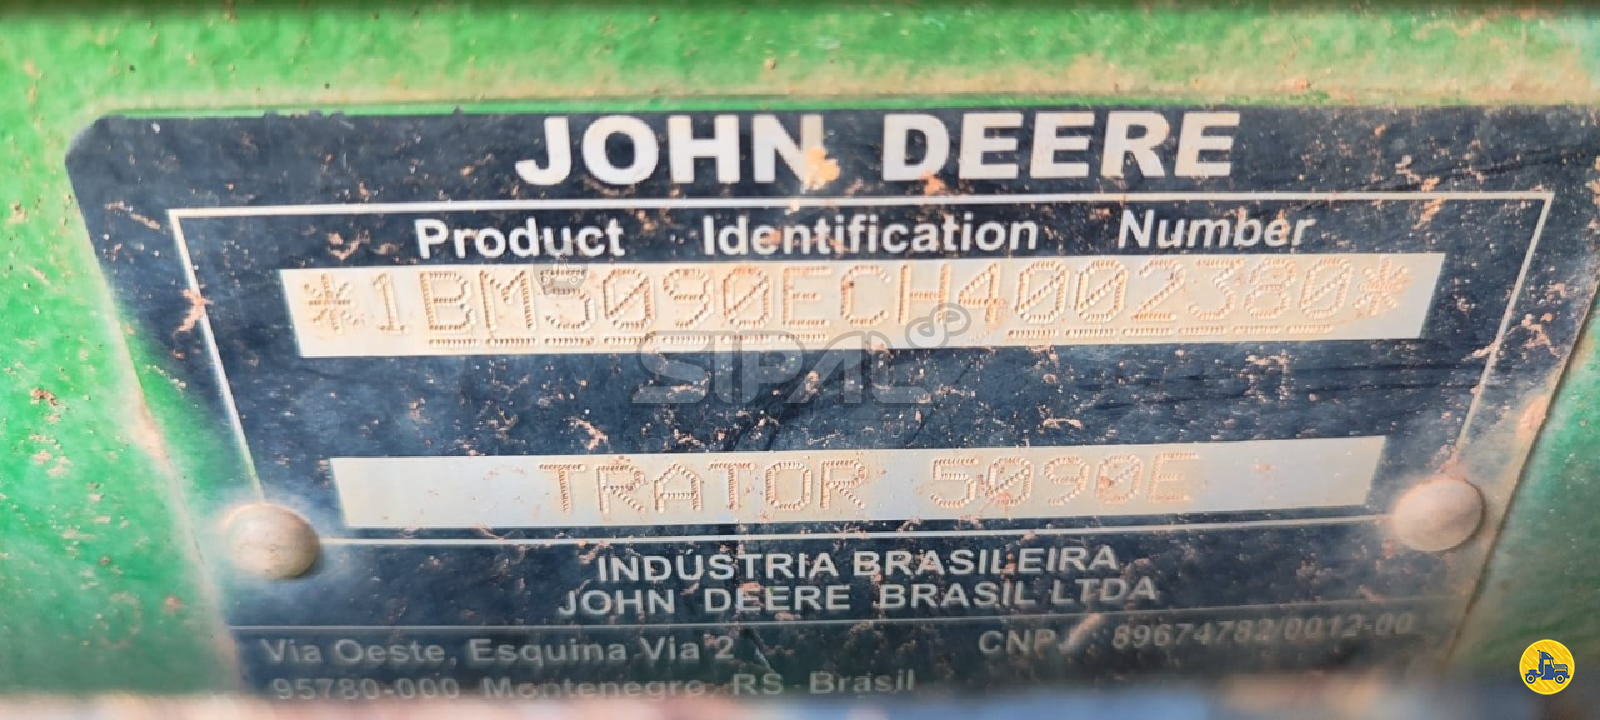 JOHN DEERE
Product Identification Number
*1BM5090ECH4002380*
SIPAL
TRATOR 5090E
INDÚSTRIA BRASILEIRA
JOHN DEERE BRASIL LTDA
Via Oeste, Esquina Via 2 CNPJ: 89674782/0012-00
95780-000 Montenegro RS - Brasil